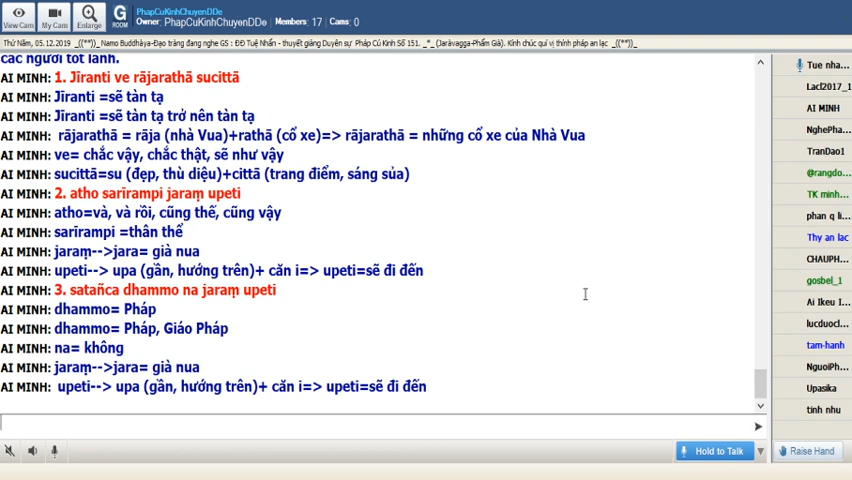 PhapCuKinhChuyenDDe
Owner: PhapCuKinhChuyenDDe Members: 17 Cams: 0
View Cam
My Cam
Enlarge
G
ROOM
Thứ Năm, 05.12.2019 _((**))_ Namo Buddhàya-Đạo tràng đang nghe GS : ĐĐ Tuệ Nhẩn - thuyết giảng Duyên sự Pháp Cú Kinh Số 151. _*_ (Jaràvagga-Phẩm Già). Kính chúc quí vị thính pháp an lạc _((**))_
các người tốt lành.
AI MINH: 1. Jīranti ve rājarathā sucittā
AI MINH: Jīranti =sẽ tàn tạ
AI MINH: Jīranti =sẽ tàn tạ trở nên tàn tạ
AI MINH: rājarathā = rāja (nhà Vua)+rathā (cổ xe)=> rājarathā = những cổ xe của Nhà Vua
AI MINH: ve= chắc vậy, chắc thật, sẽ như vậy
AI MINH: sucittā=su (đẹp, thù diệu)+cittā (trang điểm, sáng sủa)
AI MINH: 2. atho sarīrampi jaraṃ upeti
AI MINH: atho=và, và rồi, cũng thế, cũng vậy
AI MINH: sarīrampi =thân thể
AI MINH: jaraṃ-->jara= già nua
AI MINH: upeti--> upa (gần, hướng trên)+ căn i=> upeti=sẽ đi đến
AI MINH: 3. satañca dhammo na jaraṃ upeti
AI MINH: dhammo= Pháp
AI MINH: dhammo= Pháp, Giáo Pháp
AI MINH: na= không
AI MINH: jaraṃ-->jara= già nua
AI MINH: upeti--> upa (gần, hướng trên)+ căn i=> upeti=sẽ đi đến
Tue nha...
Lacl2017_1
AI MINH
NghePha...
TranDao1
@rangdo...
TK minh...
phan q li
Thy an lac
CHAUPH...
gosbel_1
Ai Ikeu I...
lucduocl...
tam-hanh
NguoiPh...
Upasika
tinh nhu
Hold to Talk
Raise Hand